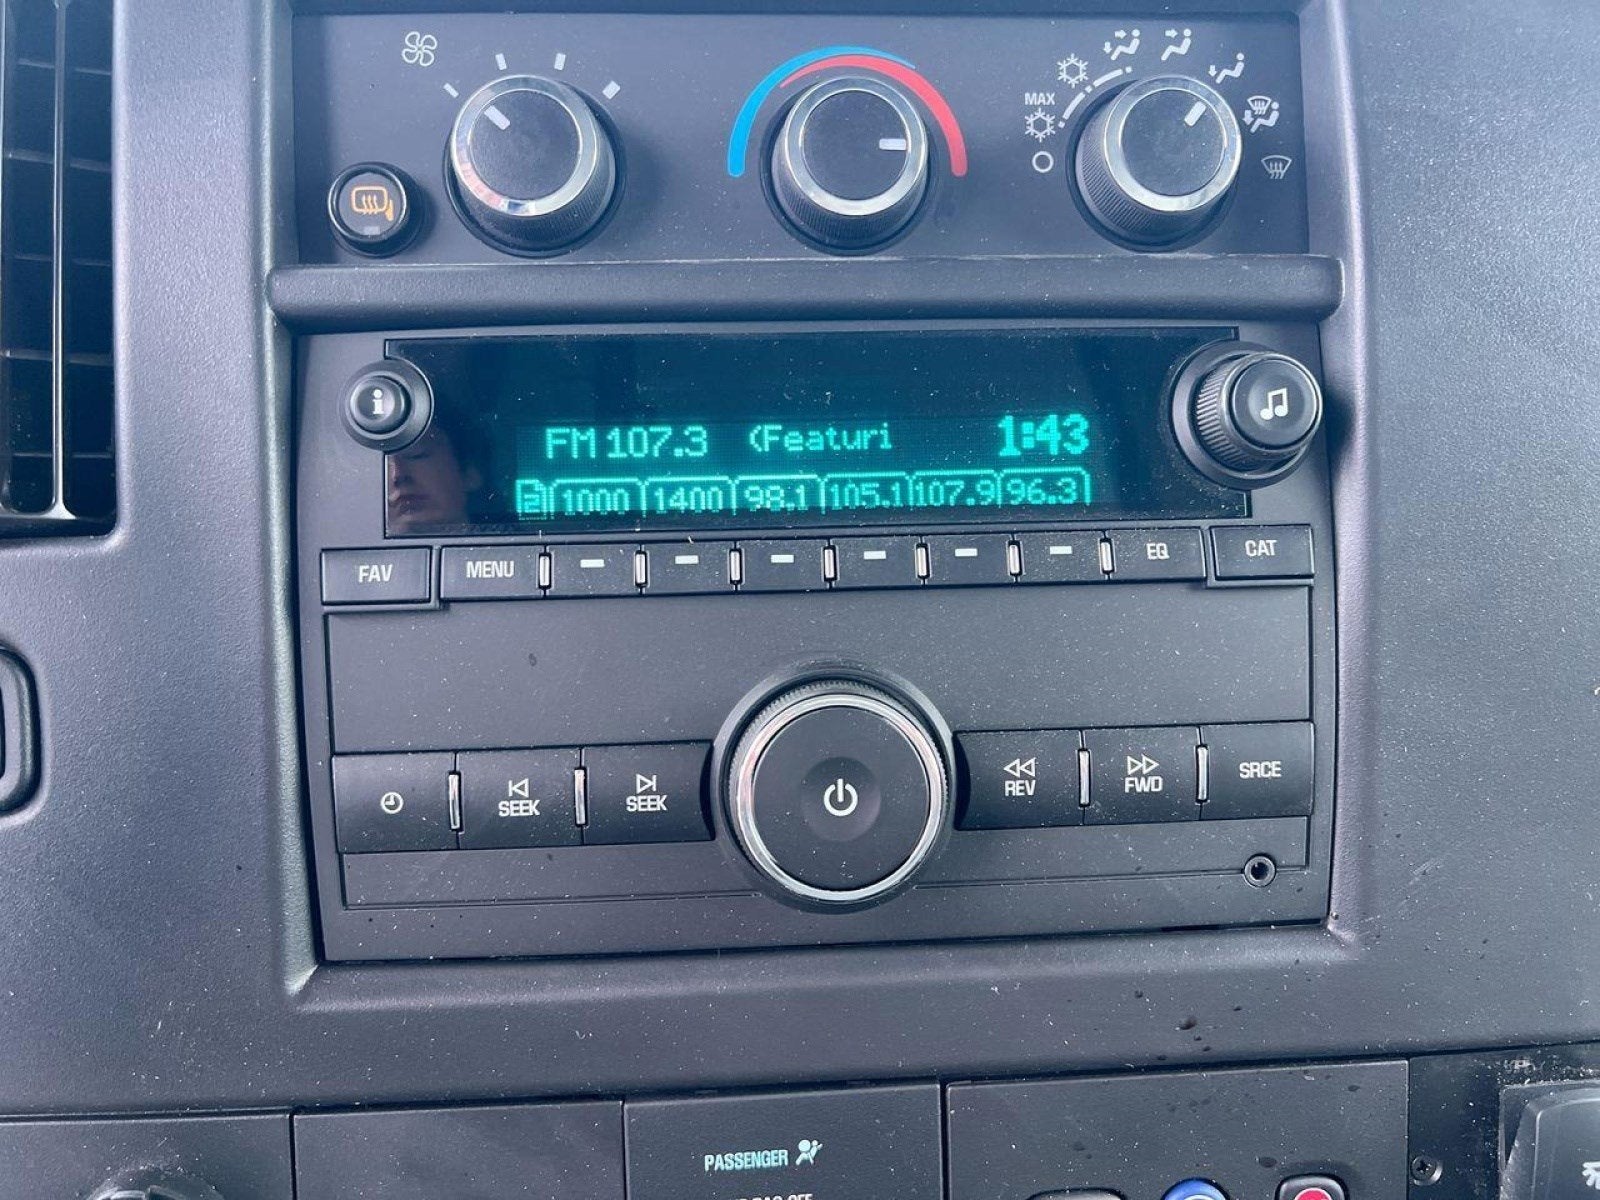 MAX
FM 107.3 (Featuri 1:43
2 1000 1400 98.1 105.1 107.9 96.3
i
FAV MENU EQ CAT
SEEK SEEK REV FWD SRCE
PASSENGER